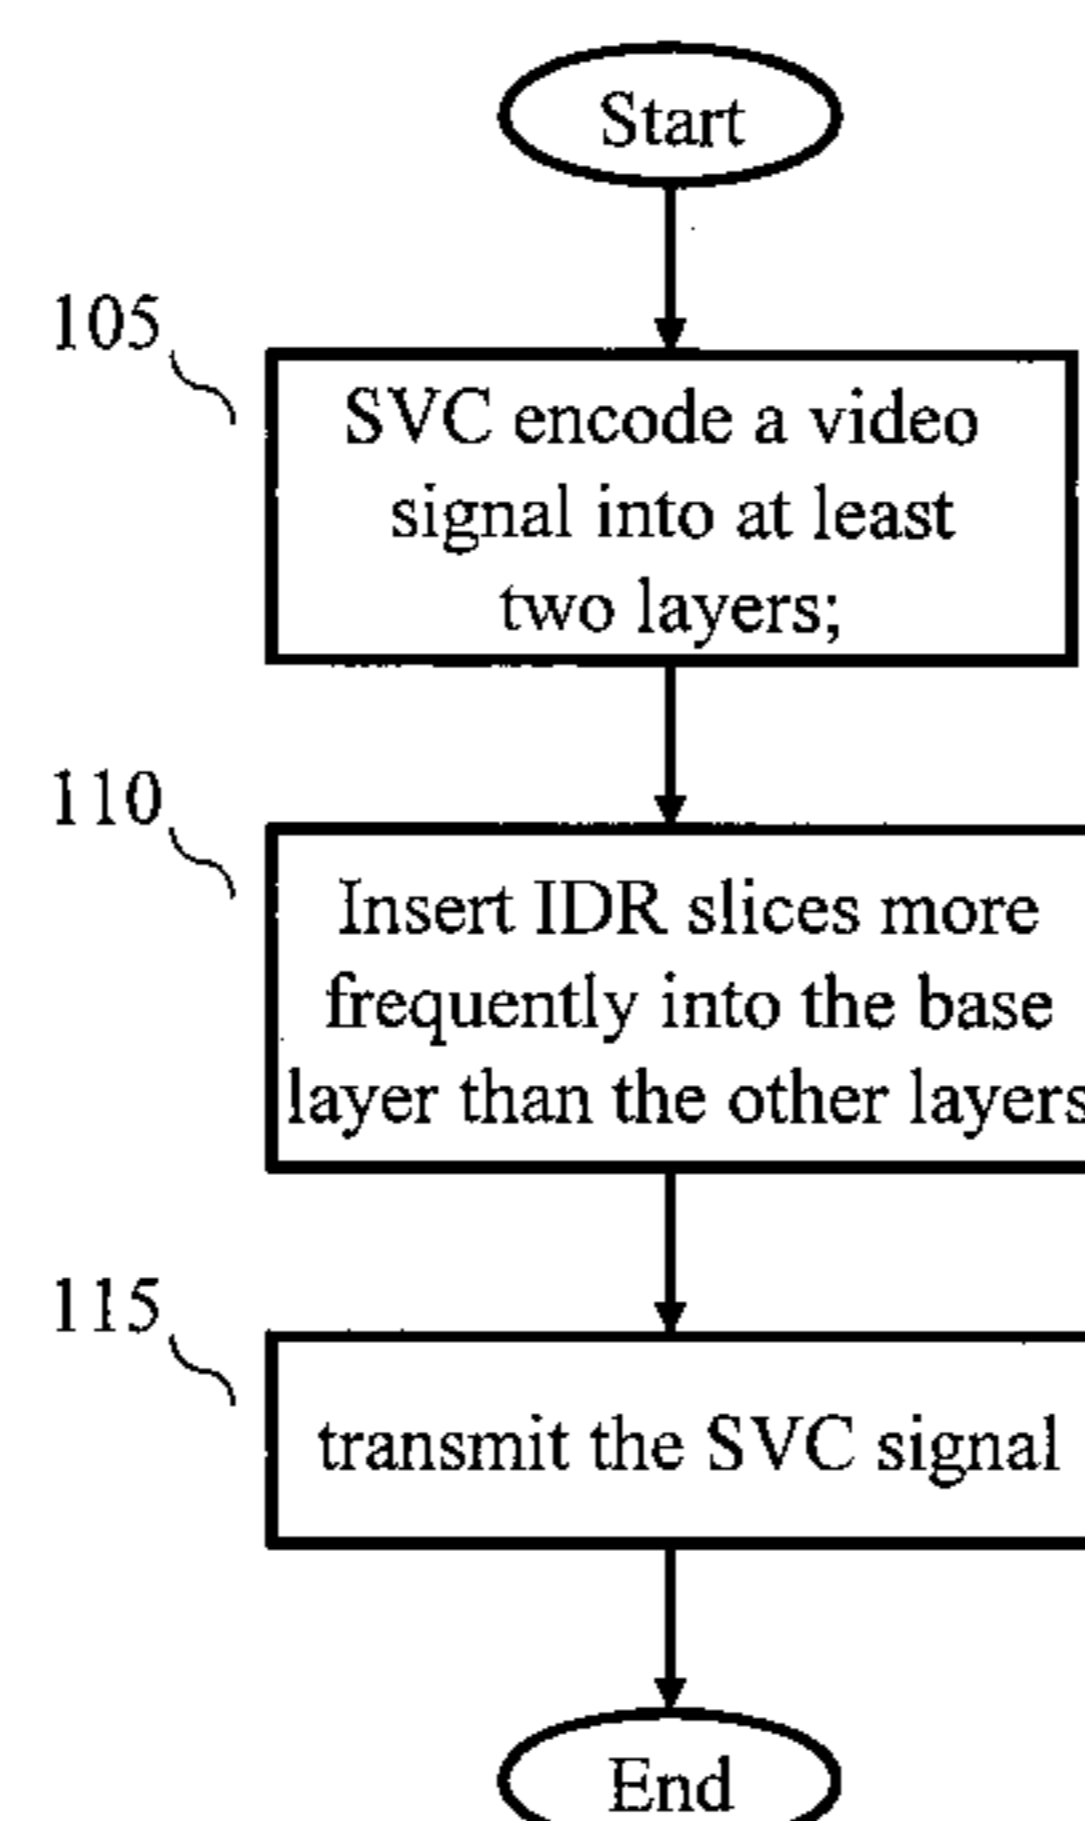 Start
105
SVC encode a video
signal into at least
two layers;
110
Insert IDR slices more
frequently into the base
layer than the other layers
115
transmit the SVC signal
End